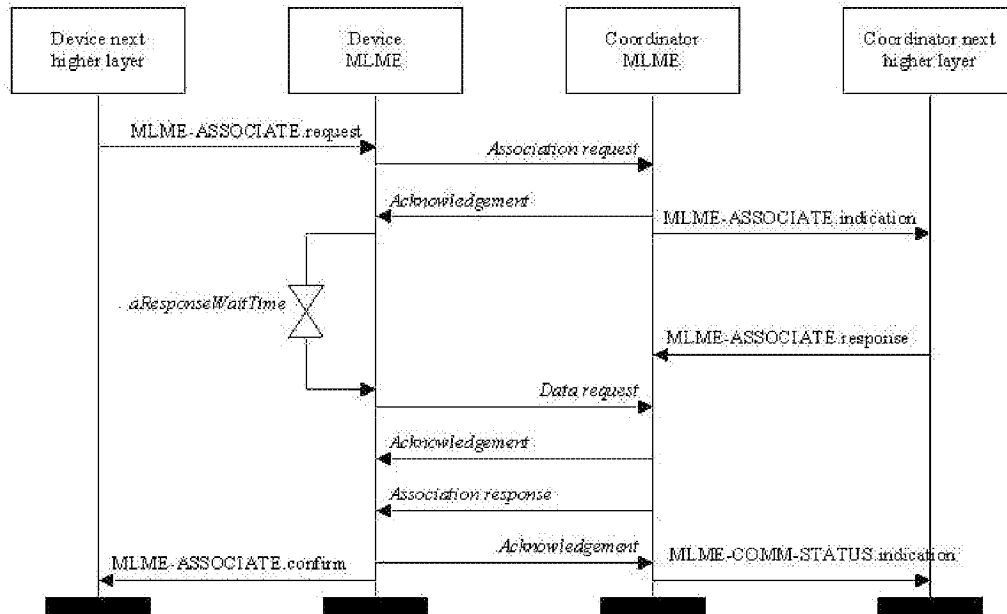 Device next
higher layer
Device
MLME
Coordinator
MLME
Coordinator next
higher layer
MLME-ASSOCIATE.request
Association request
Acknowledgement
MLME-ASSOCIATE.indication
aResponseWaitTime
MLME-ASSOCIATE.response
Data request
Acknowledgement
Association response
Acknowledgement
MLME-COMM-STATUS.indication
MLME-ASSOCIATE.confirm